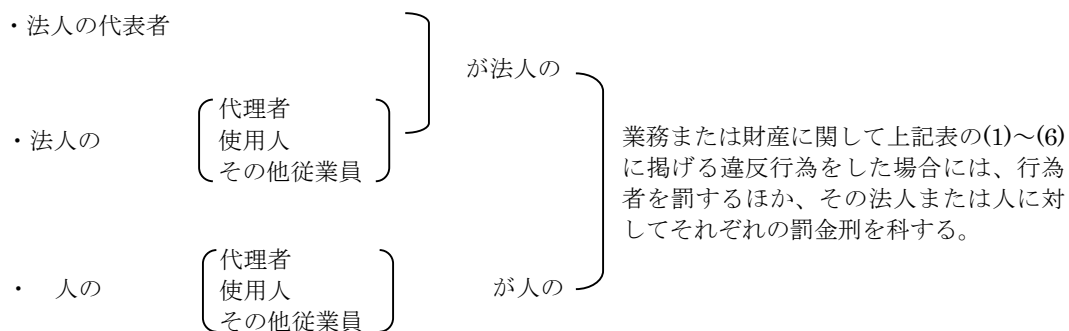 ・法人の代表者
が法人の
・法人の
代理者
使用人
その他従業員
・　人の
代理者
使用人
その他従業員
が人の
業務または財産に関して上記表の(1)～(6)
に掲げる違反行為をした場合には、行為
者を罰するほか、その法人または人に対
してそれぞれの罰金刑を科する。